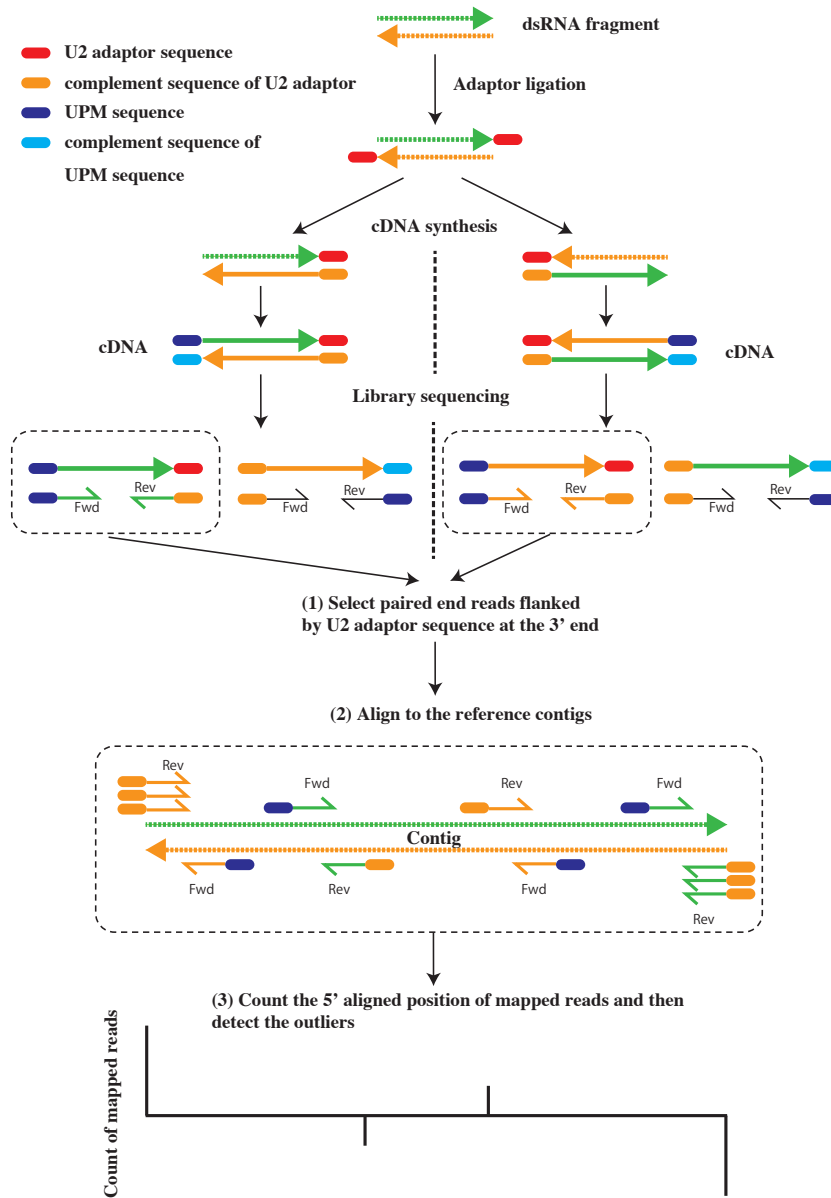 dsRNA fragment
U2 adaptor sequence
complement sequence of U2 adaptor
UPM sequence
complement sequence of
UPM sequence
Adaptor ligation
cDNA synthesis
cDNA
cDNA
Library sequencing
Fwd
Rev
Fwd
Rev
Fwd
Rev
Fwd
Rev
(1) Select paired end reads flanked
by U2 adaptor sequence at the 3’ end
(2) Align to the reference contigs
Rev
Fwd
Rev
Fwd
Contig
Fwd
Rev
Fwd
Rev
(3) Count the 5’ aligned position of mapped reads and then
detect the outliers
Count of mapped reads